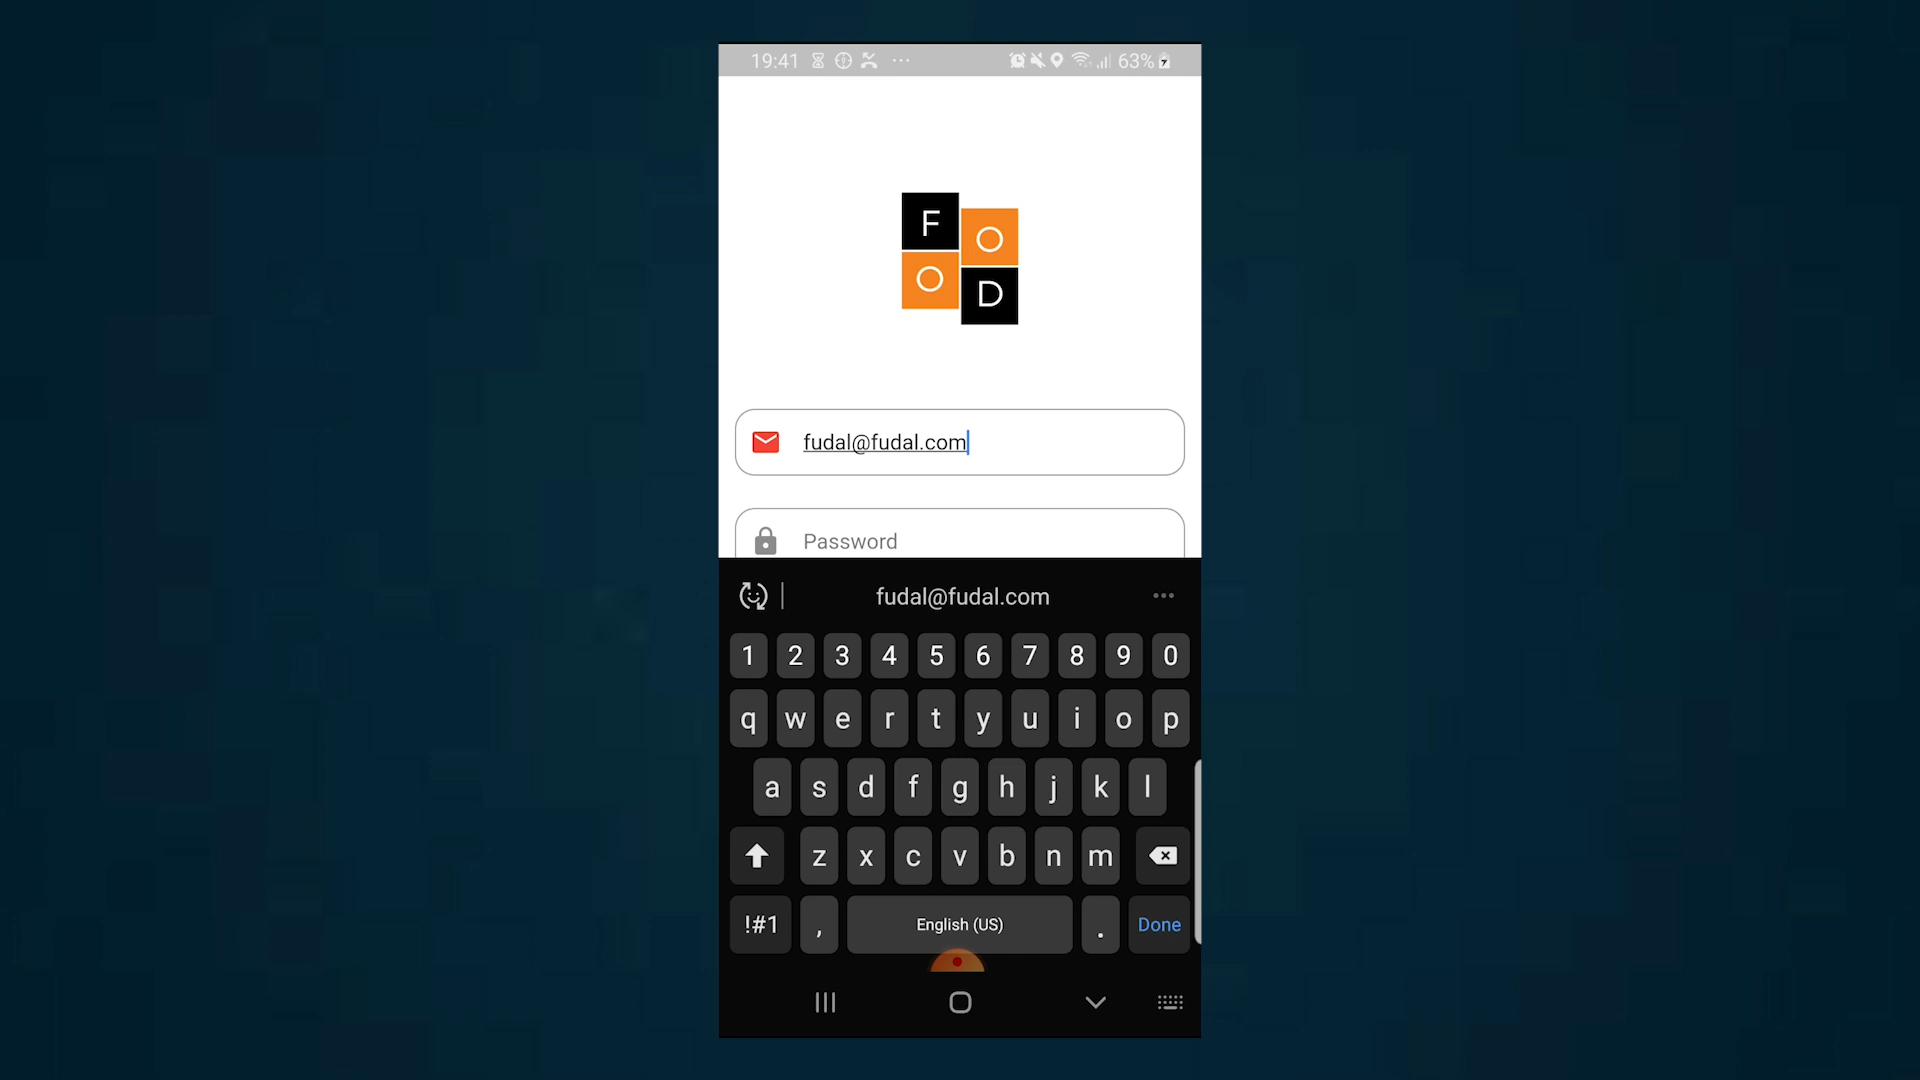 19:41 63%
F O
O D
fudal@fudal.com
Password
fudal@fudal.com
1 2 3 4 5 6 7 8 9 0
q w e r t y u i o p
a s d f g h j k l
z x c v b n m
!#1 , English (US) . Done